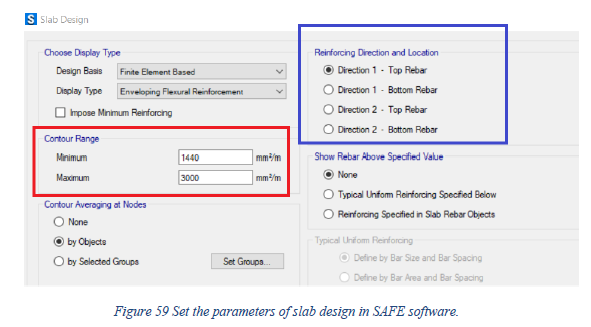 S Slab Design
Choose Display Type
Design Basis Finite Element Based
Display Type Enveloping Flexural Reinforcement
Impose Minimum Reinforcing
Contour Range
Minimum 1440 mm²/m
Maximum 3000 mm²/m
Contour Averaging at Nodes
None
by Objects
by Selected Groups Set Groups...
Reinforcing Direction and Location
Direction 1 - Top Rebar
Direction 1 - Bottom Rebar
Direction 2 - Top Rebar
Direction 2 - Bottom Rebar
Show Rebar Above Specified Value
None
Typical Uniform Reinforcing Specified Below
Reinforcing Specified in Slab Rebar Objects
Typical Uniform Reinforcing
Define by Bar Size and Bar Spacing
Define by Bar Area and Bar Spacing
Figure 59 Set the parameters of slab design in SAFE software.